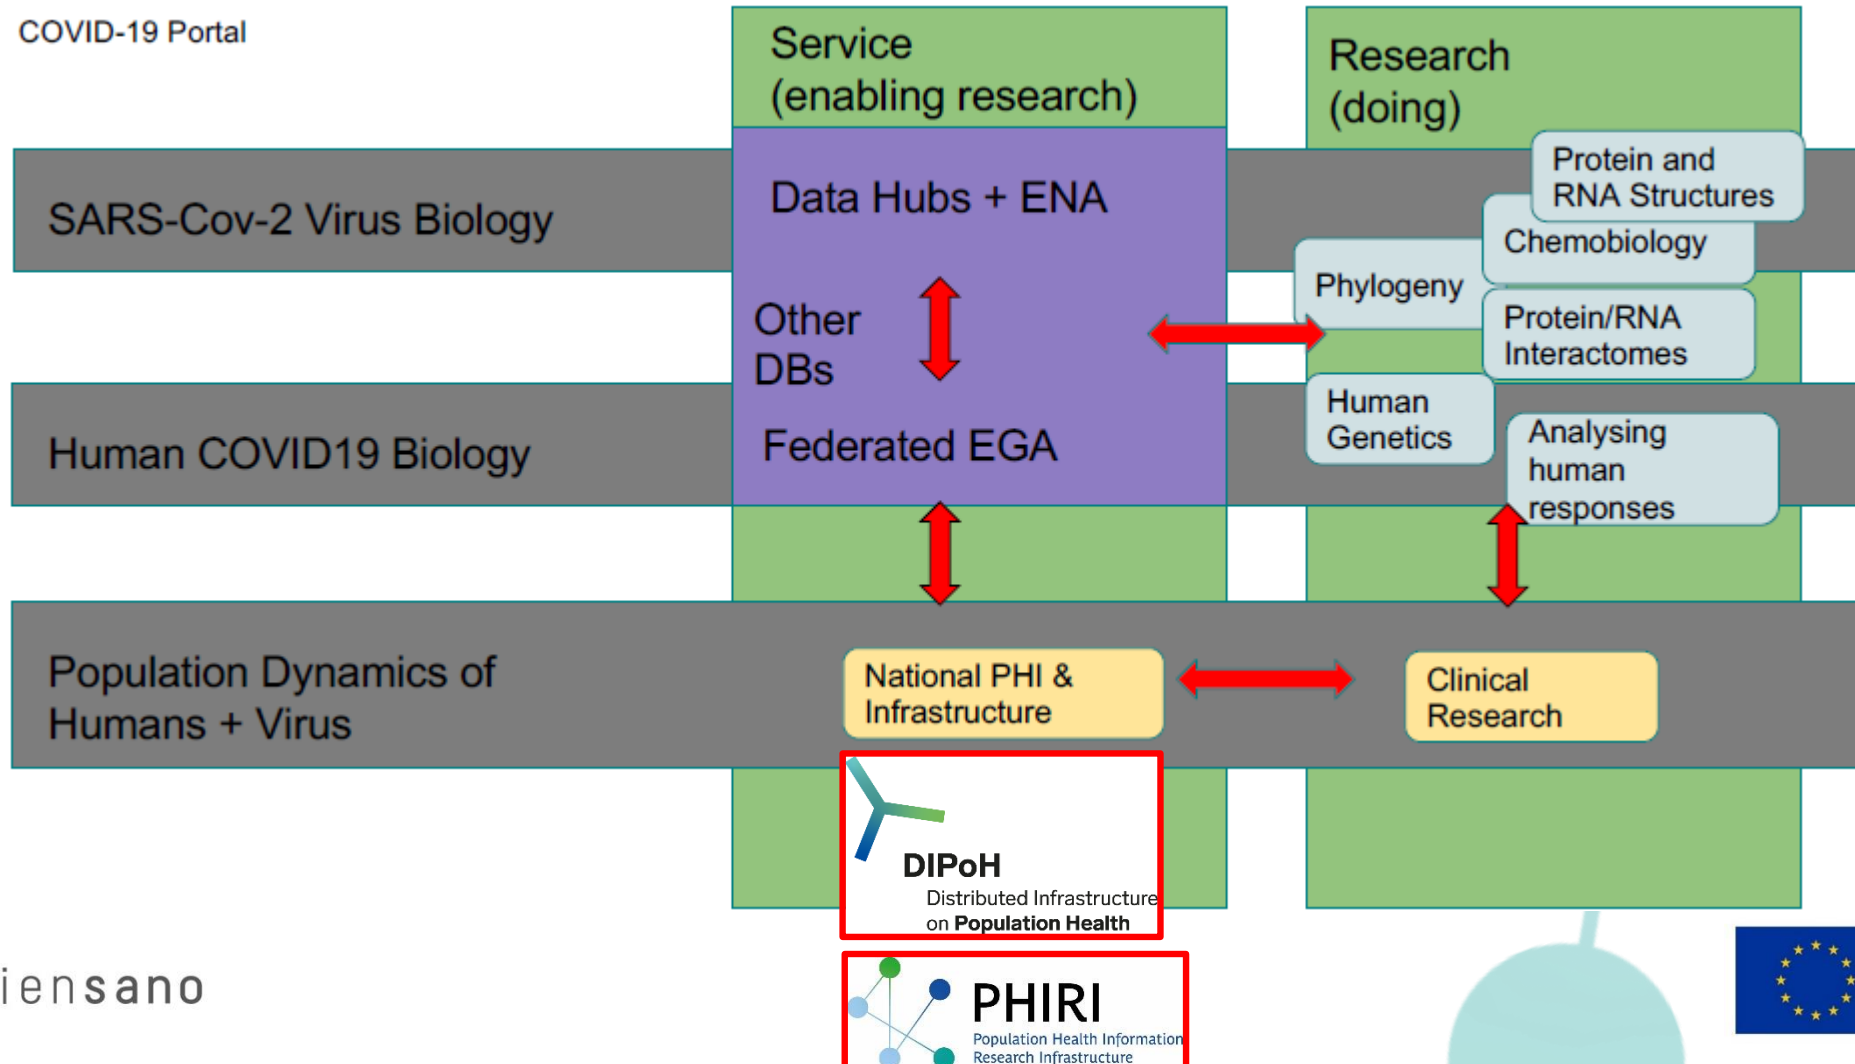 COVID-19 Portal
Service
(enabling research)
Research
(doing)
SARS-Cov-2 Virus Biology
Data Hubs + ENA
Protein and
RNA Structures
Chemobiology
Phylogeny
Protein/RNA
Interactomes
Other
DBs
Human COVID19 Biology
Federated EGA
Human
Genetics
Analysing
human
responses
Population Dynamics of
Humans + Virus
National PHI &
Infrastructure
Clinical
Research
DIPoH
Distributed Infrastructure
on Population Health
iensano
PHIRI
Population Health Information
Research Infrastructure